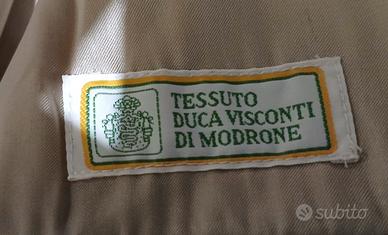 TESSUTO
DUCA VISCONTI
DI MODRONE
subito